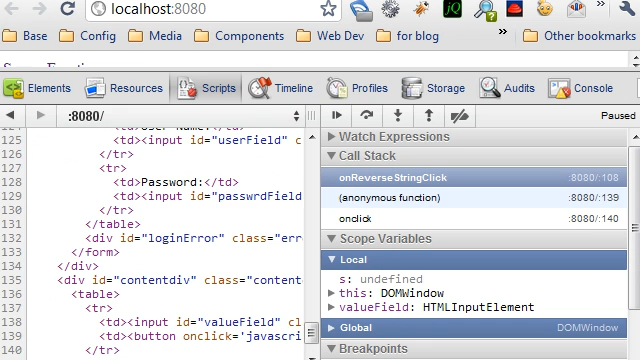 localhost:8080
Base Config Media Components Web Dev for blog » Other bookmarks
Elements Resources Scripts Timeline Profiles Storage Audits Console
:8080/ Paused
125 <td><input id="userField" c
126 </tr>
127 <tr>
128 <td>Password:</td>
129 <td><input id="passwrdField
130 </tr>
131 </table>
132 <div id="loginError" class="erro
133 </form>
134 </div>
135 <div id="contentdiv" class="conten
136 <table>
137 <tr>
138 <td><input id="valueField" cl
139 <td><button onclick='javascri
140 </tr>
Watch Expressions
Call Stack
onReverseStringClick :8080/:108
(anonymous function) :8080/:139
onclick :8080/:140
Scope Variables
Local
s: undefined
this: DOMWindow
valueField: HTMLInputElement
Global DOMWindow
Breakpoints